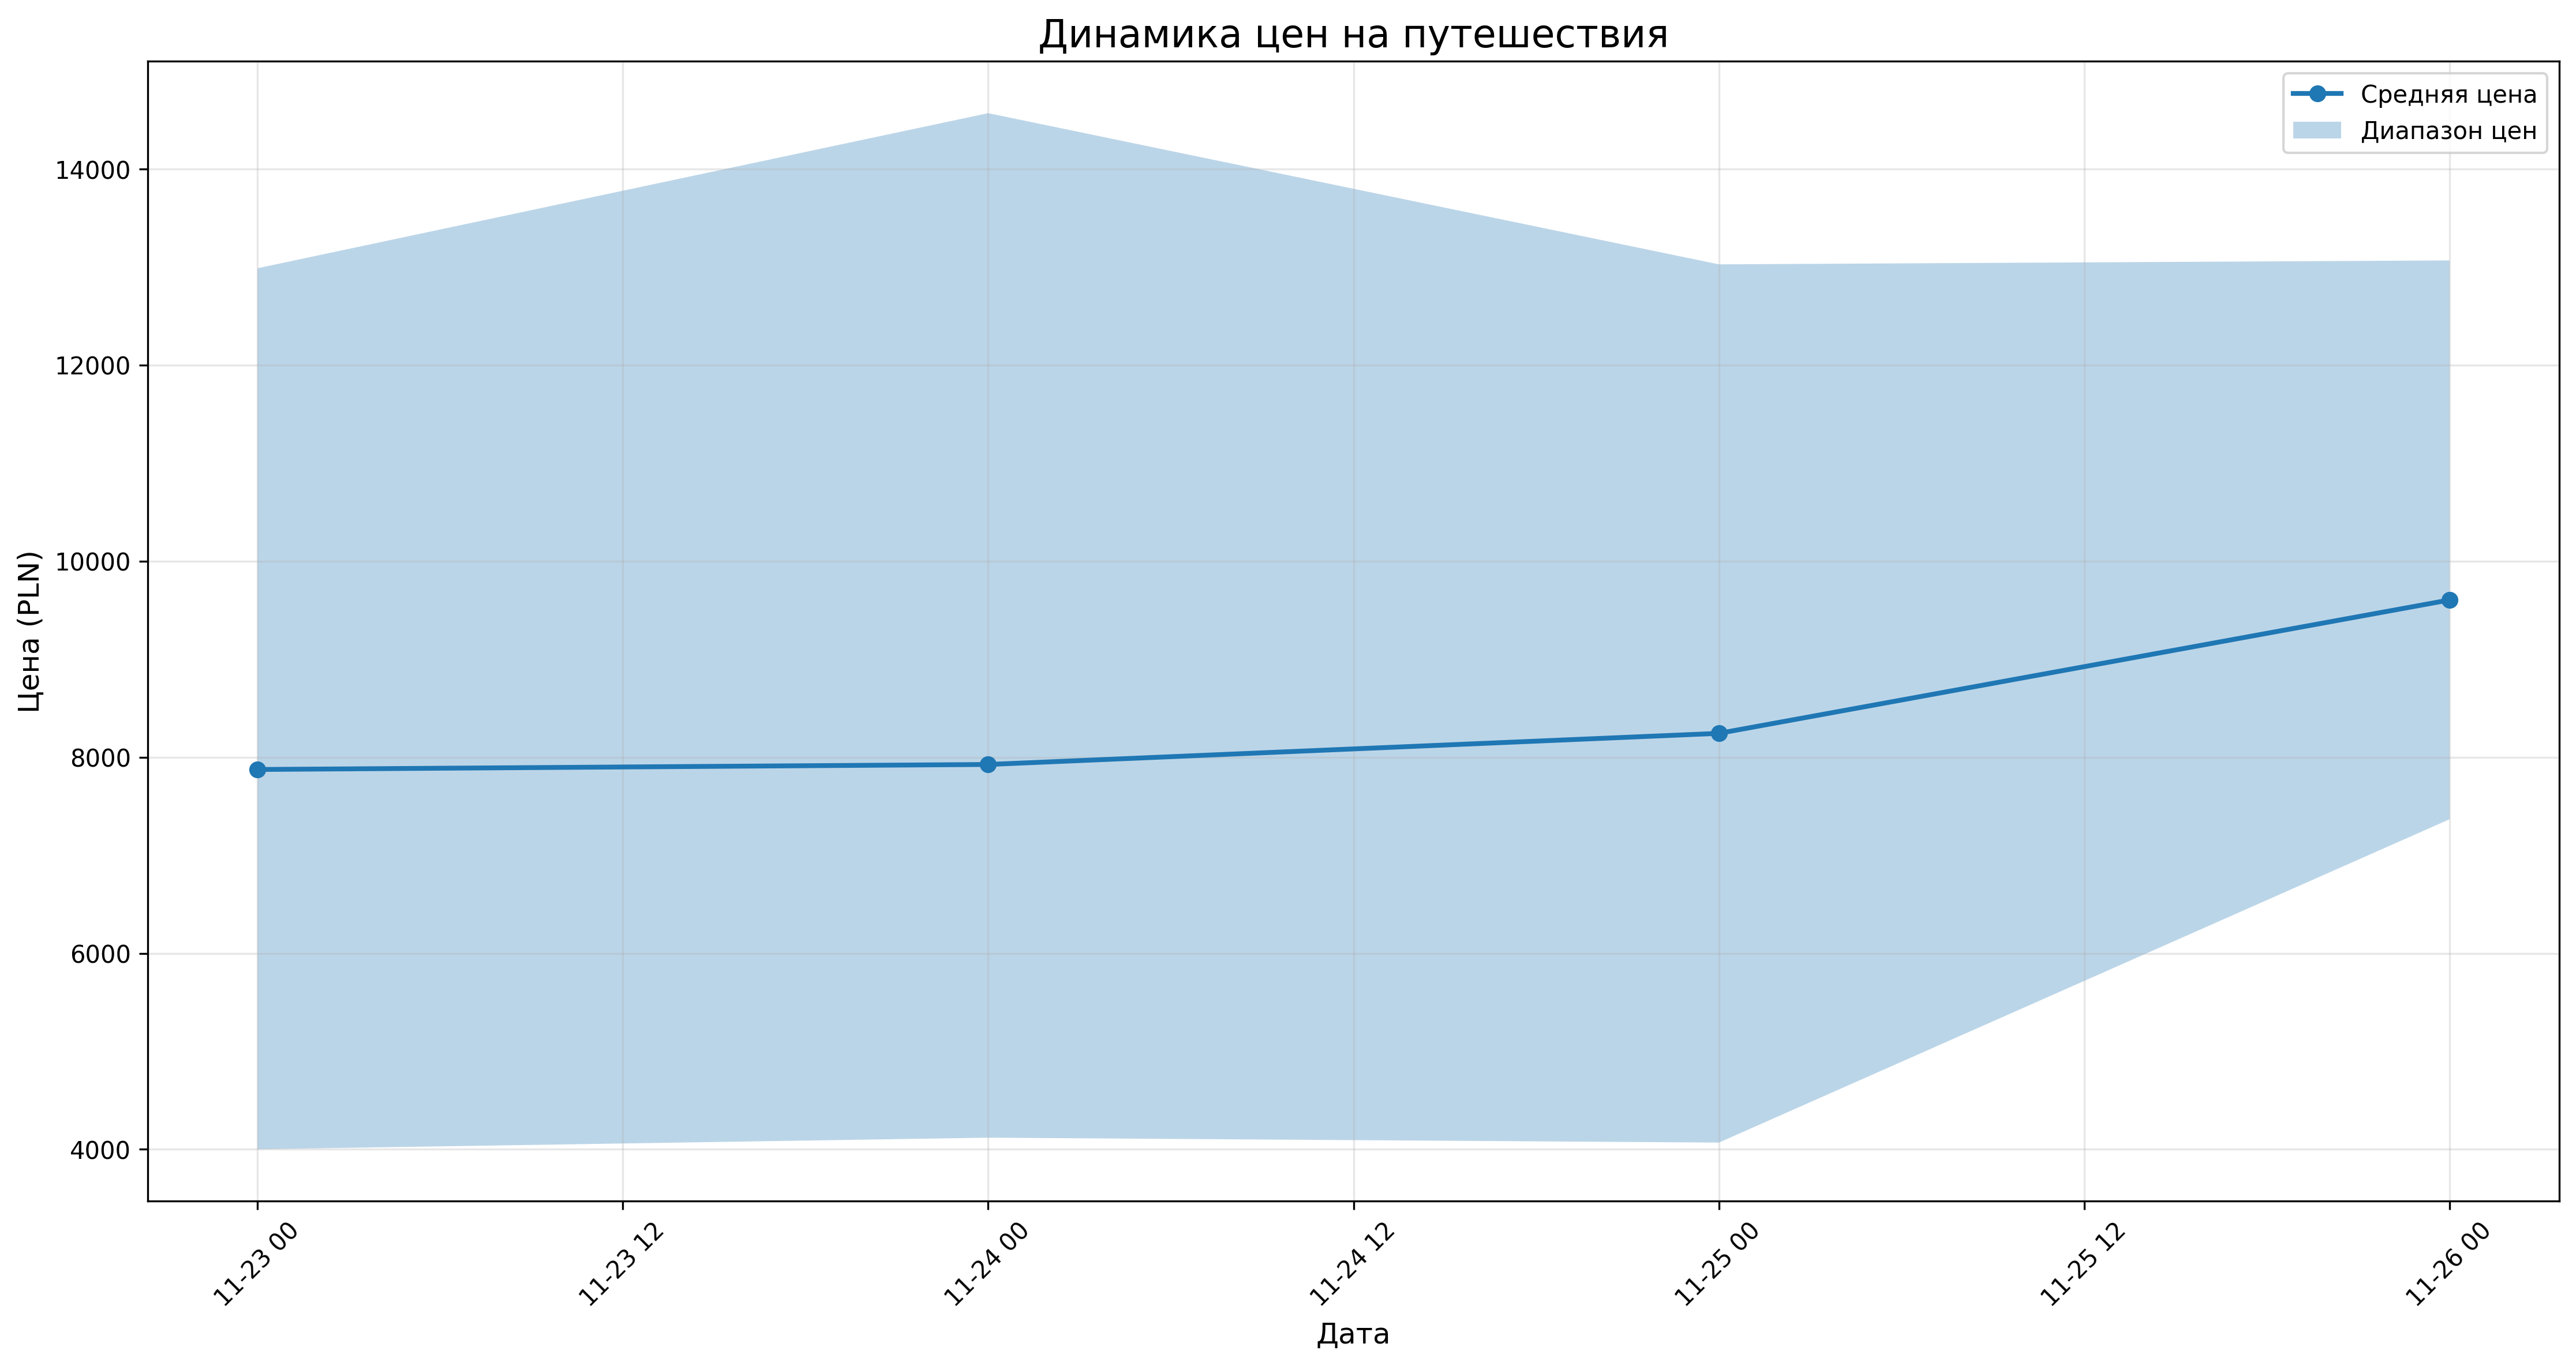 Динамика цен на путешествия
Средняя цена
Диапазон цен
Цена (PLN)
14000
12000
10000
8000
6000
4000
11-23 00
11-23 12
11-24 00
11-24 12
11-25 00
11-25 12
11-26 00
Дата